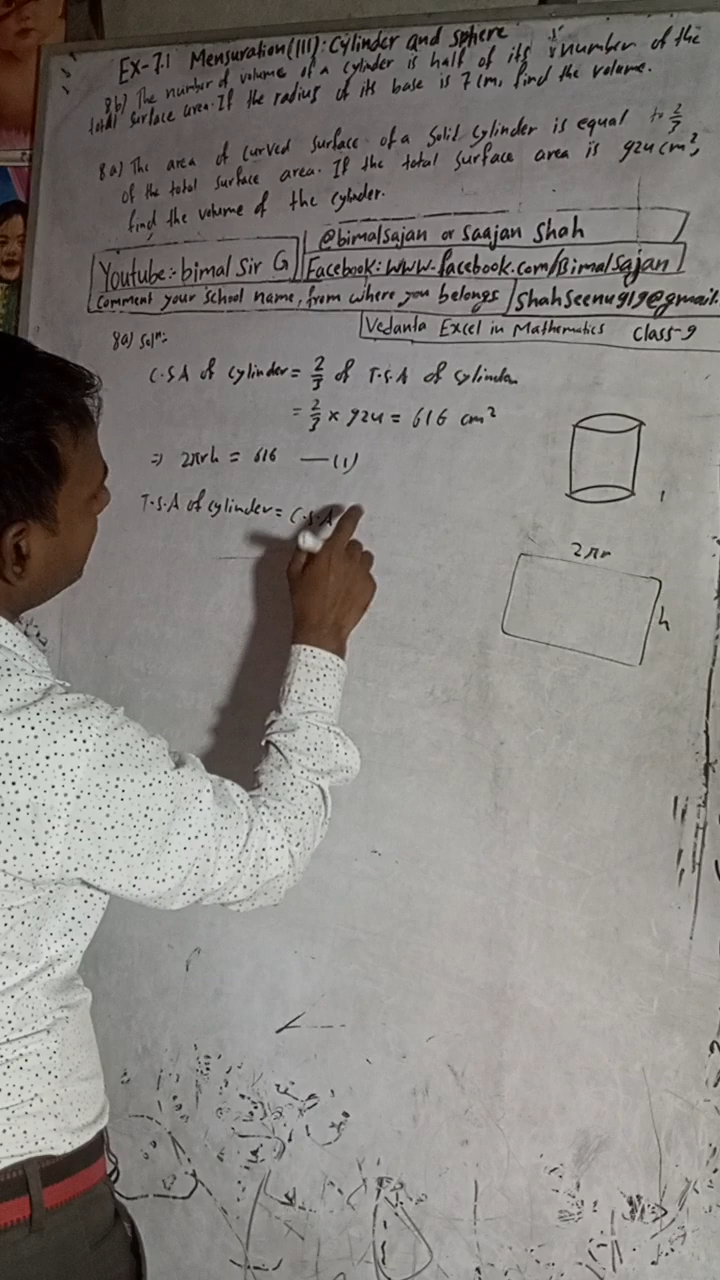 Ex-7.1 Mensuration (III): Cylinder and sphere
8b) The number of volume of a cylinder is half of its number of the
total surface area. If the radius of its base is 7 cm, find the volume.
8a) The area of curved surface of a solid cylinder is equal to 2/3
of the total surface area. If the total surface area is 924 cm²,
find the volume of the cylinder.
@bimalsajan or Saajan Shah
Youtube:- bimal Sir G
Facebook: www.facebook.com/Bimalsajan
Comment your school name, from where you belongs
Shahseenu919@gmail.
Vedanta Excel in Mathematics Class-9
8a) Solⁿ:
C.S.A of cylinder = 2/3 of T.S.A of cylinder
= 2/3 × 924 = 616 cm²
⇒ 2πrh = 616 —(1)
T.S.A of cylinder = C.S.A
2πr
h